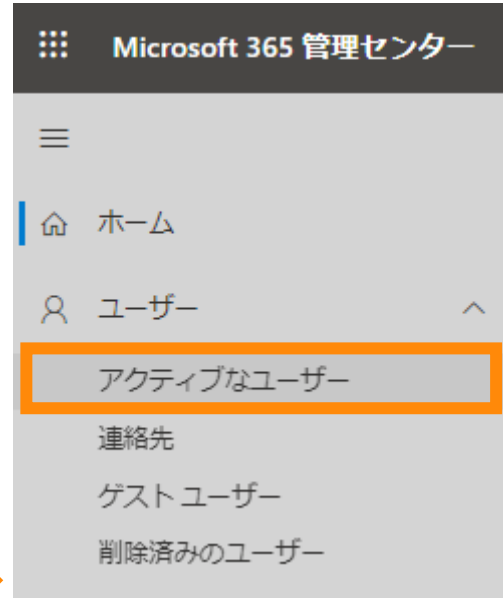 Microsoft 365 管理センター
ホーム
ユーザー
アクティブなユーザー
連絡先
ゲスト ユーザー
削除済みのユーザー